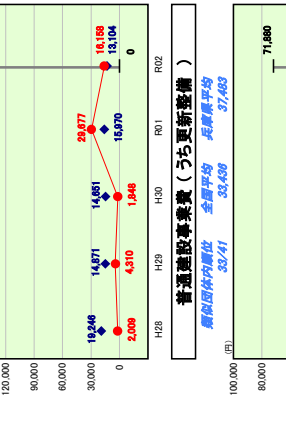 120,000
90,000
60,000
30,000
0
19,246
14,871
14,651
15,970
16,158
13,104
2,009
4,310
1,848
29,677
0
H28
H29
H30
R01
R02
普通建設事業費（うち更新整備　）
類似団体内順位
33/41
全国平均
33,436
兵庫県平均
37,483
(円)
100,000
80,000
71,880